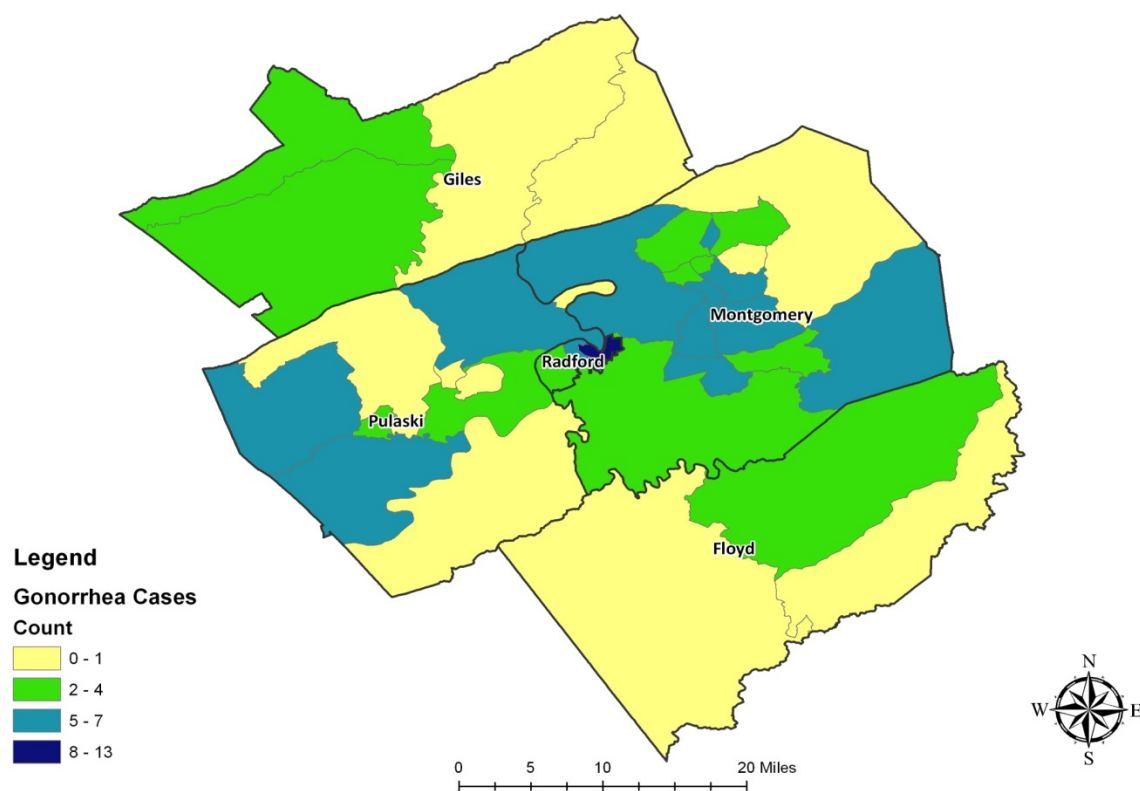 Giles
Montgomery
Radford
Pulaski
Floyd
Legend
Gonorrhea Cases
Count
0 - 1
2 - 4
5 - 7
8 - 13
0 5 10 20 Miles
N
W E
S